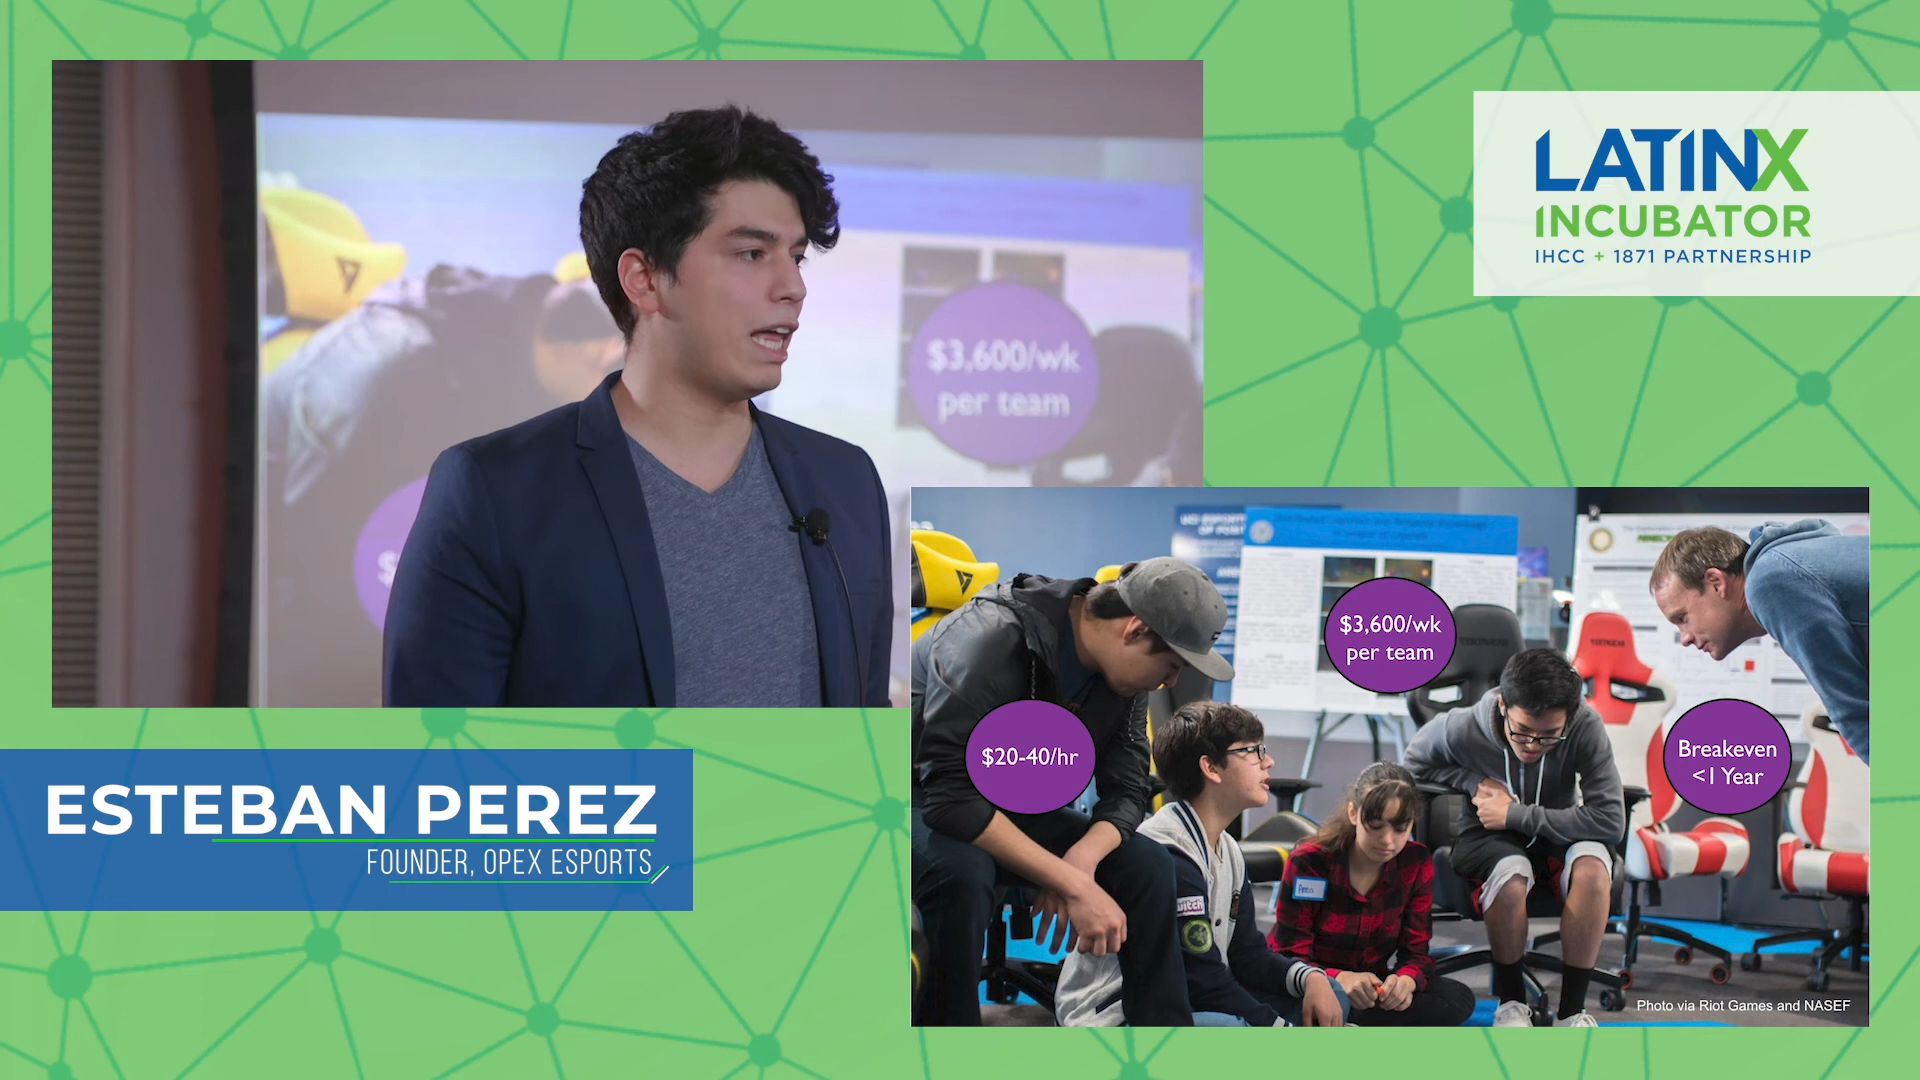 LATINX
INCUBATOR
IHCC + 1871 PARTNERSHIP
$3,600/wk
per team
$
$3,600/wk
per team
$20-40/hr
Breakeven
<1 Year
Photo via Riot Games and NASEF
ESTEBAN PEREZ
FOUNDER, OPEX ESPORTS